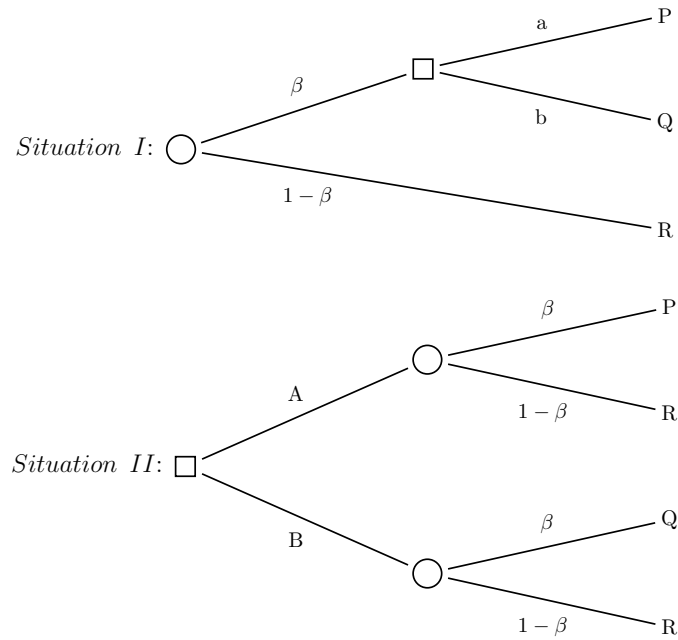 a
P
β
b
Q
Situation I:
1 − β
R
β
P
A
1 − β
R
Situation II:
β
Q
B
1 − β
R